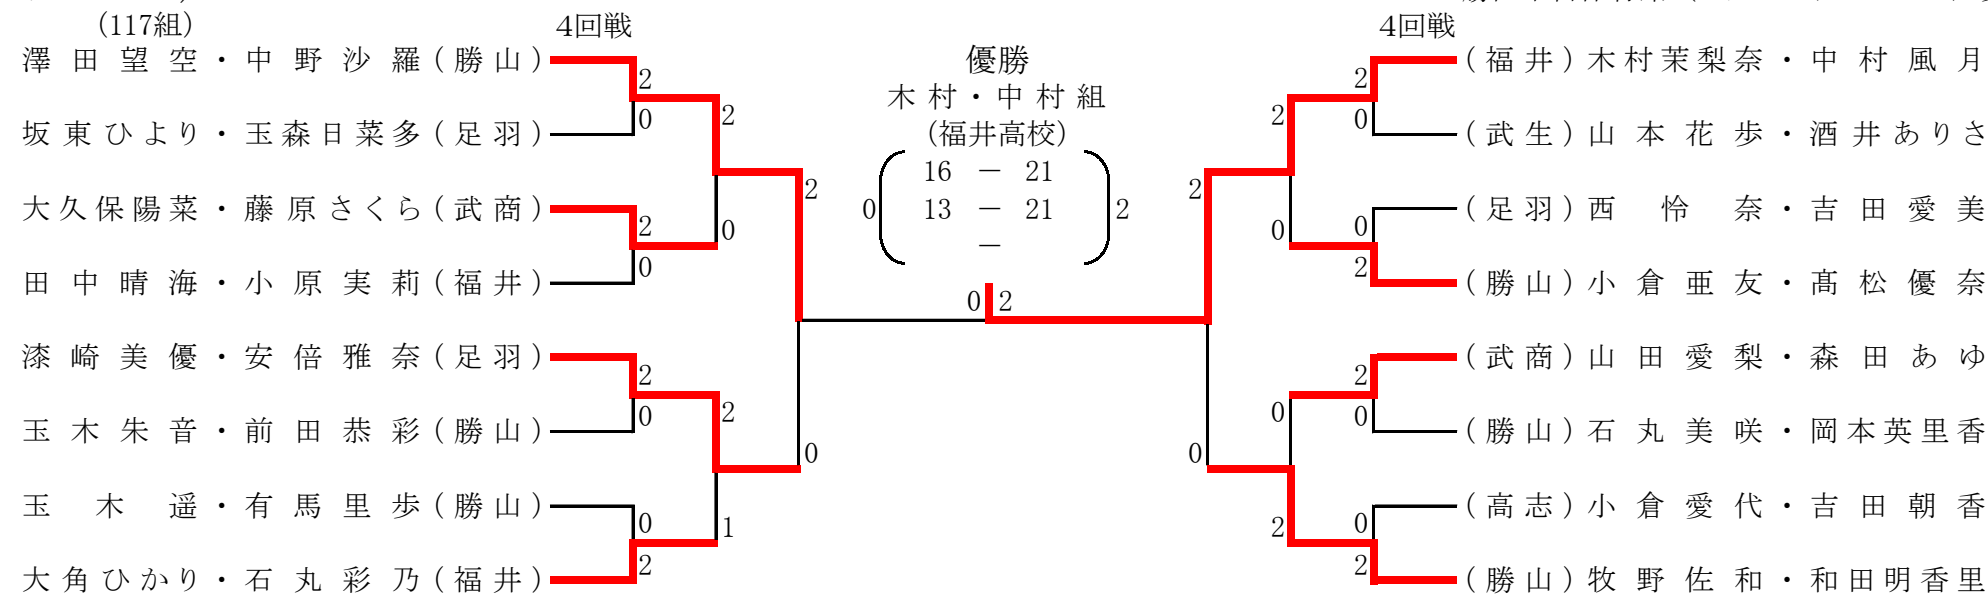 (117組)
4回戦
4回戦
澤田望空・中野沙羅(勝山)
2
坂東ひより・玉森日菜多(足羽)
0
2
大久保陽菜・藤原さくら(武商)
2
0
田中晴海・小原実莉(福井)
0
2
漆崎美優・安倍雅奈(足羽)
2
玉木朱音・前田恭彩(勝山)
0
2
玉木遥・有馬里歩(勝山)
0
1
大角ひかり・石丸彩乃(福井)
2
0
優勝
木村・中村組
(福井高校)
16 － 21
0 13 － 21 2
－
0 2
(福井)木村茉梨奈・中村風月
2
(武生)山本花歩・酒井ありさ
0
2
(足羽)西怜奈・吉田愛美
0
0
(勝山)小倉亜友・髙松優奈
2
2
(武商)山田愛梨・森田あゆ
2
(勝山)石丸美咲・岡本英里香
0
0
(高志)小倉愛代・吉田朝香
0
2
(勝山)牧野佐和・和田明香里
2
0